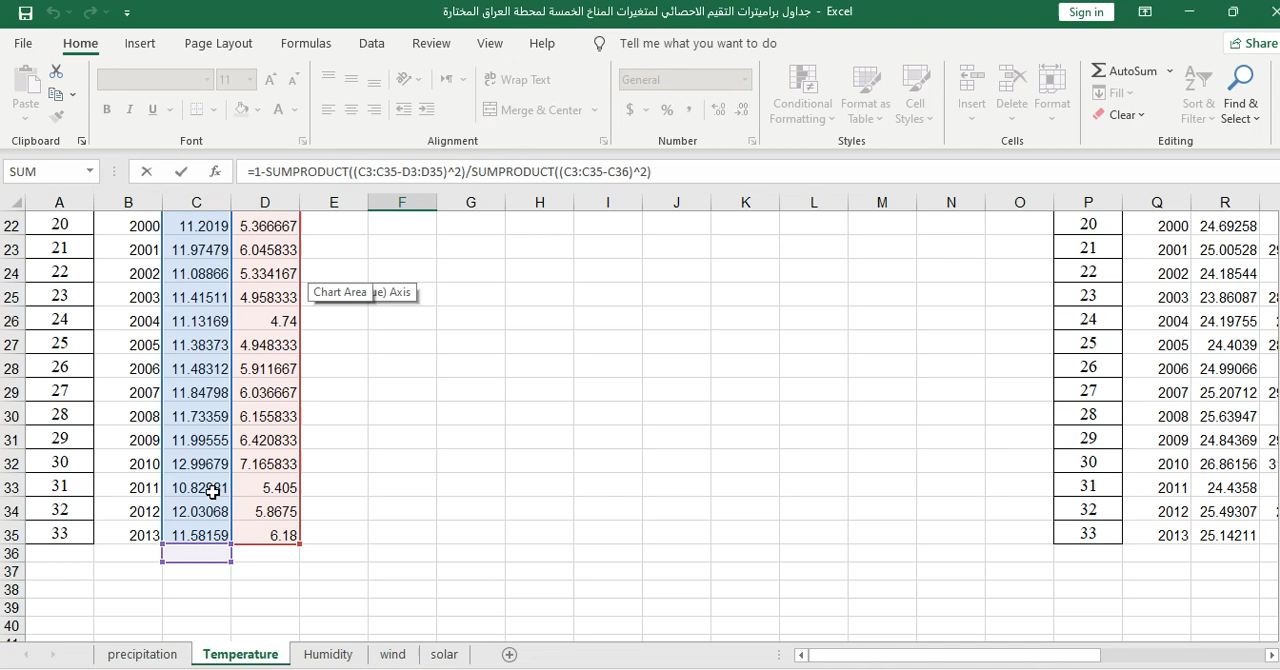 جداول براميترات التقيم الاحصائي لمتغيرات المناخ الخمسة لمحطة العراق المختارة - Excel
Sign in
File Home Insert Page Layout Formulas Data Review View Help Tell me what you want to do Share
Paste
11
B I U
Clipboard
Font
Wrap Text
Merge & Center
Alignment
General
$ % ,
Number
Conditional Formatting
Format as Table
Cell Styles
Styles
Insert Delete Format
Cells
AutoSum
Fill
Clear
Sort & Filter
Find & Select
Editing
SUM fx =1-SUMPRODUCT((C3:C35-D3:D35)^2)/SUMPRODUCT((C3:C35-C36)^2)
A B C D E F G H I J K L M N O P Q R
22 20 2000 11.2019 5.366667 20 2000 24.69258
23 21 2001 11.97479 6.045833 21 2001 25.00528
24 22 2002 11.08866 5.334167 22 2002 24.18544
25 23 2003 11.41511 4.958333 Chart Area ue) Axis 23 2003 23.86087
26 24 2004 11.13169 4.74 24 2004 24.19755
27 25 2005 11.38373 4.948333 25 2005 24.4039
28 26 2006 11.48312 5.911667 26 2006 24.99066
29 27 2007 11.84798 6.036667 27 2007 25.20712
30 28 2008 11.73359 6.155833 28 2008 25.63947
31 29 2009 11.99555 6.420833 29 2009 24.84369
32 30 2010 12.99679 7.165833 30 2010 26.86156
33 31 2011 5.405 31 2011 24.4358
34 32 2012 12.03068 5.8675 32 2012 25.49307
35 33 2013 11.58159 6.18 33 2013 25.14211
36
37
38
39
40
precipitation Temperature Humidity wind solar